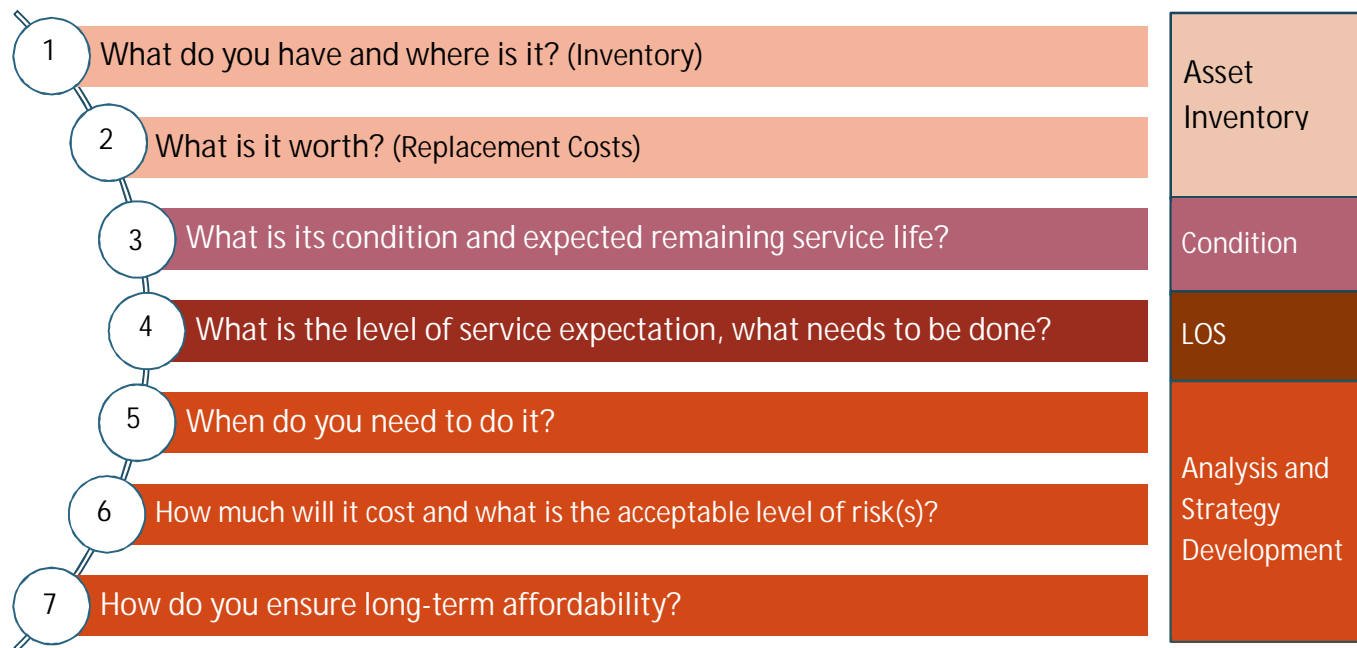 1
What do you have and where is it? (Inventory)
2
What is it worth? (Replacement Costs)
3
What is its condition and expected remaining service life?
4
What is the level of service expectation, what needs to be done?
5
When do you need to do it?
6
How much will it cost and what is the acceptable level of risk(s)?
7
How do you ensure long-term affordability?
Asset
Inventory
Condition
LOS
Analysis and
Strategy
Development